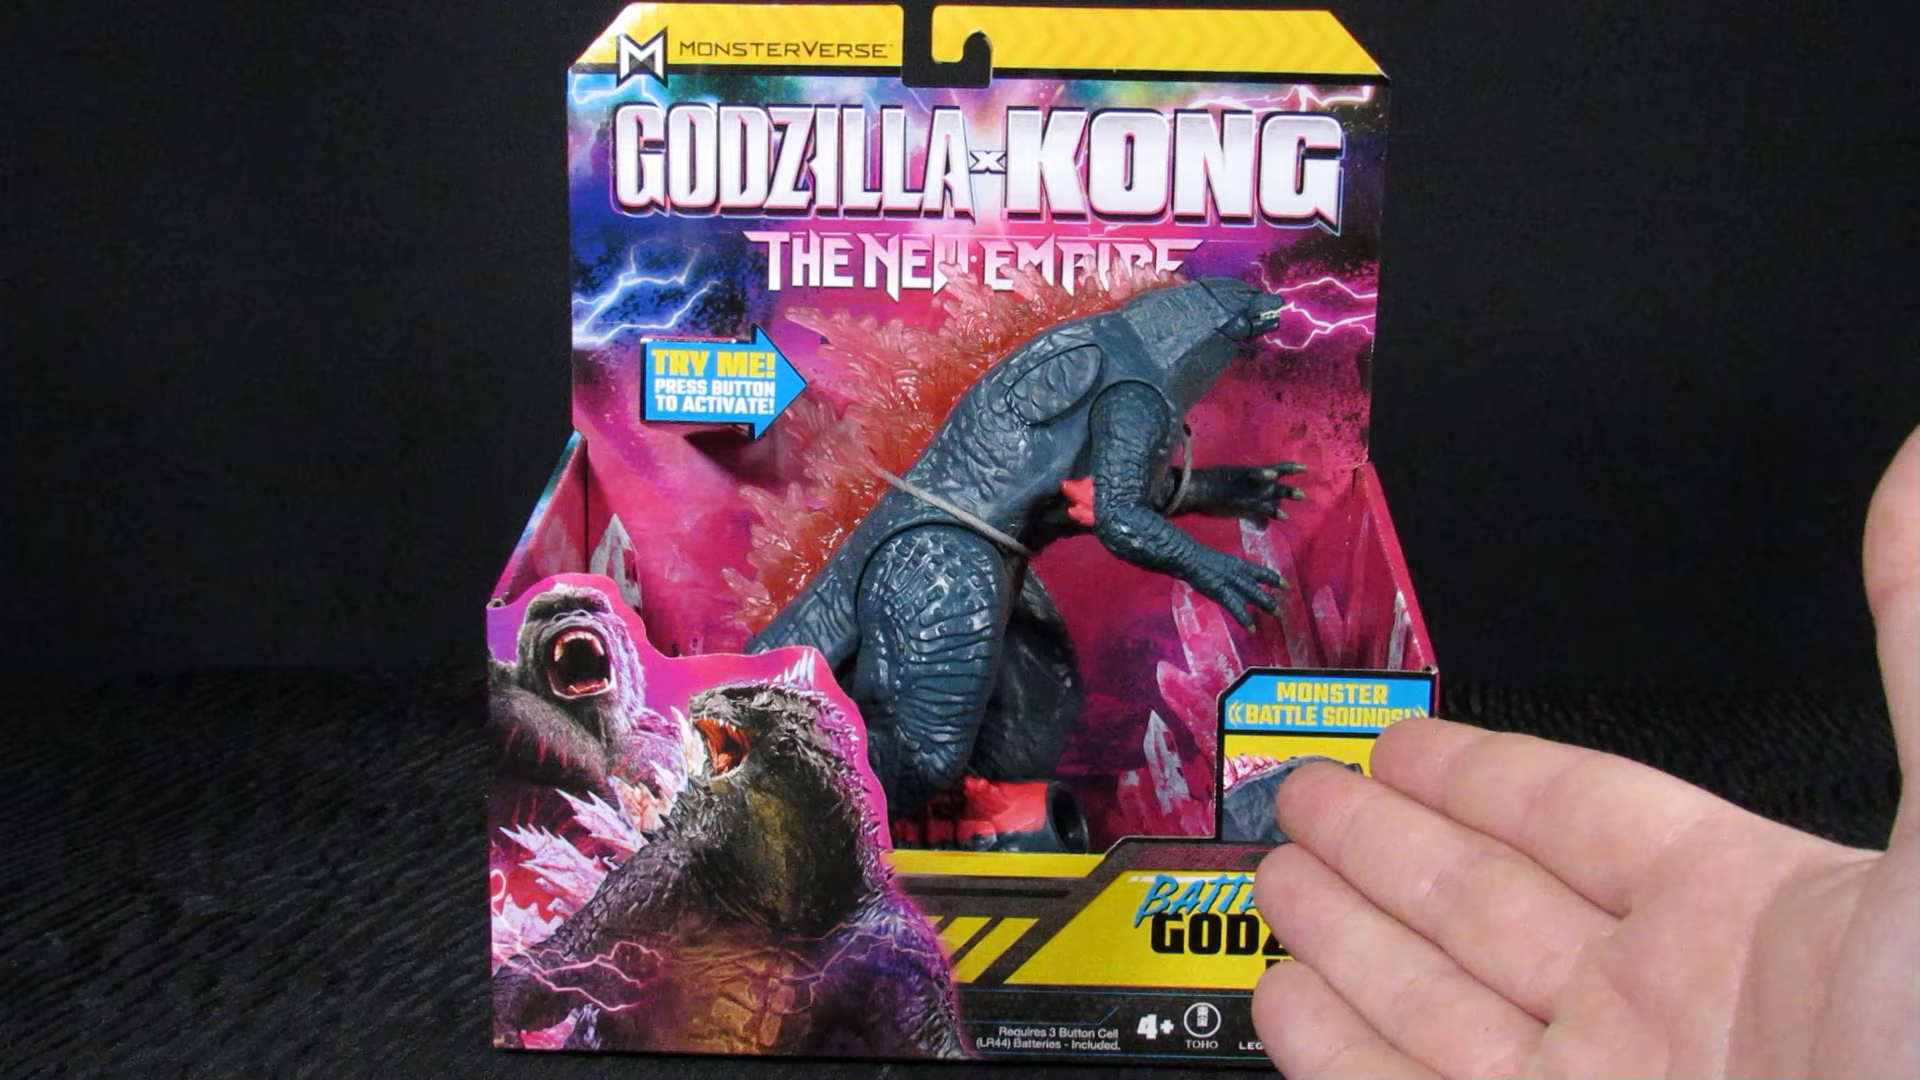 M MONSTERVERSE
GODZILLA x KONG
THE NEW EMPIRE
TRY ME!
PRESS BUTTON
TO ACTIVATE!
MONSTER
BATTLE SOUNDS!
4+
TOHO
Requires 3 Button Cell
(LR44) Batteries - Included.